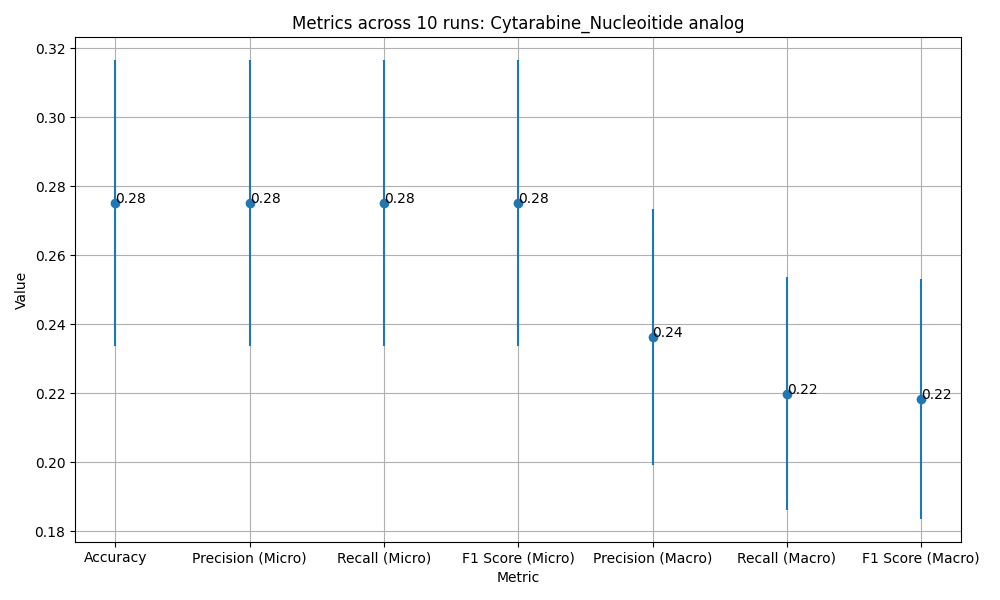 Metrics across 10 runs: Cytarabine_Nucleoitide analog
0.32
0.30
0.28
0.26
0.24
0.22
0.20
0.18
Value
0.28
0.28
0.28
0.28
0.24
0.22
0.22
Accuracy
Precision (Micro)
Recall (Micro)
F1 Score (Micro)
Precision (Macro)
Recall (Macro)
F1 Score (Macro)
Metric